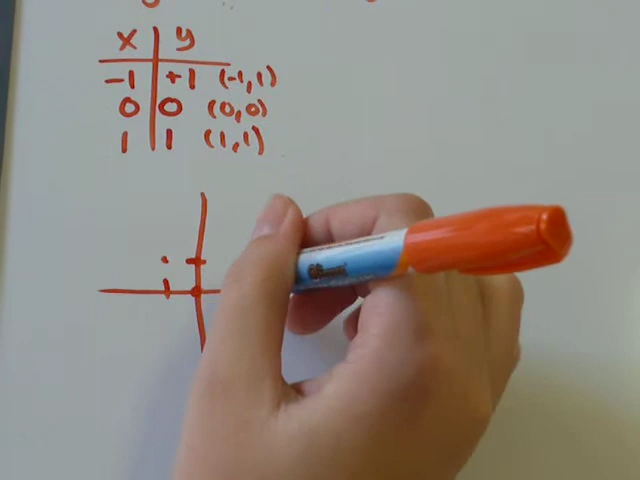 x y
-1 +1 (-1,1)
0 0 (0,0)
1 1 (1,1)